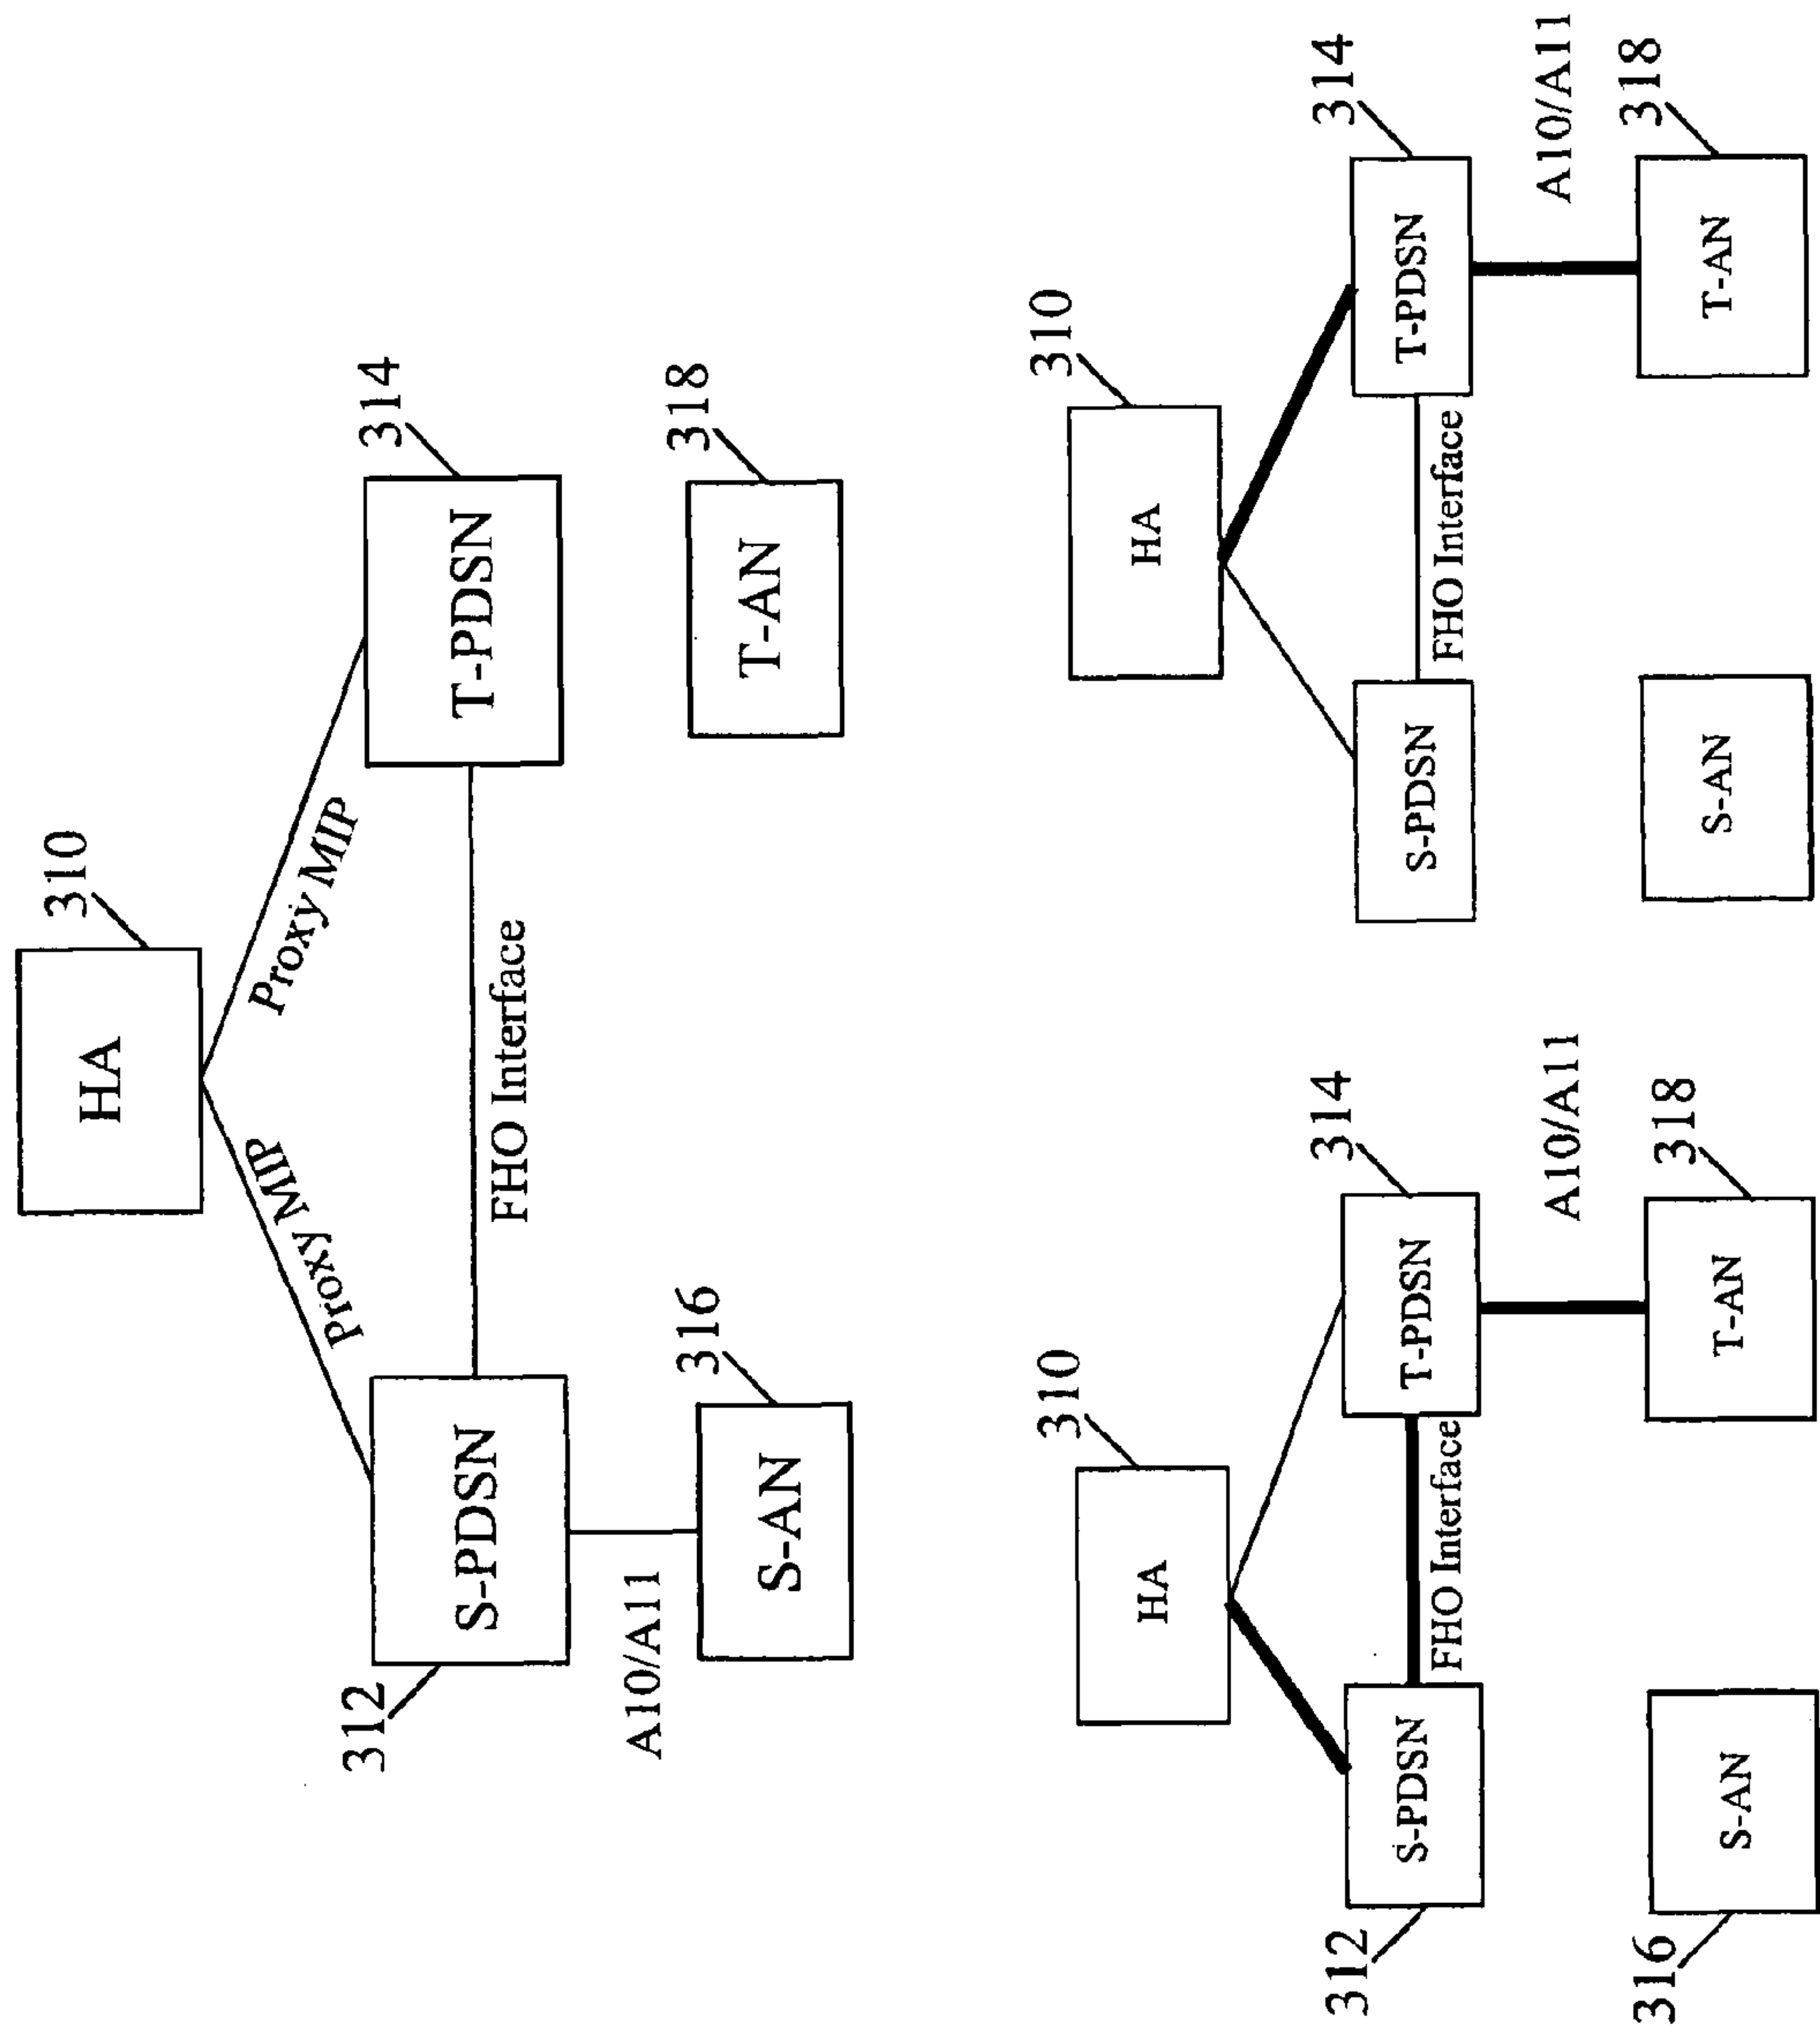 310
HA
Proxy MIP
Proxy MIP
312
S-PDSN
FHO Interface
T-PDSN
314
A10/A11
316
S-AN
T-AN
318
310
HA
312
S-PDSN
FHO Interface
T-PDSN
314
A10/A11
316
S-AN
T-AN
318
310
HA
S-PDSN
FHO Interface
T-PDSN
314
A10/A11
S-AN
T-AN
318